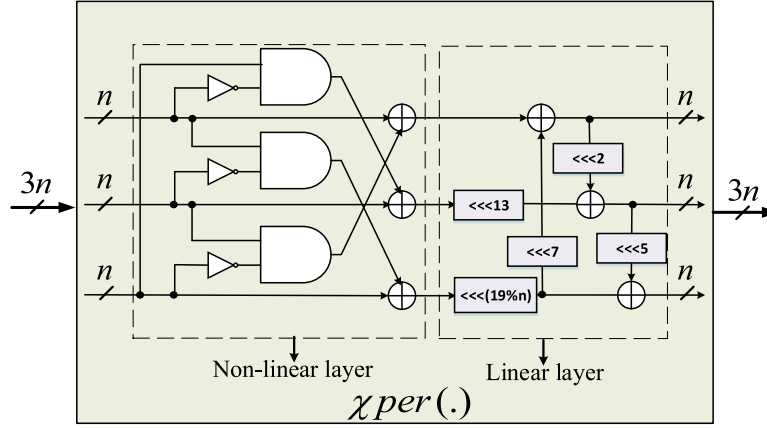 n
n
<<<2
3n
n
n
3n
<<<13
<<<7
<<<5
n
n
<<<(19%n)
Non-linear layer
Linear layer
χper(.)